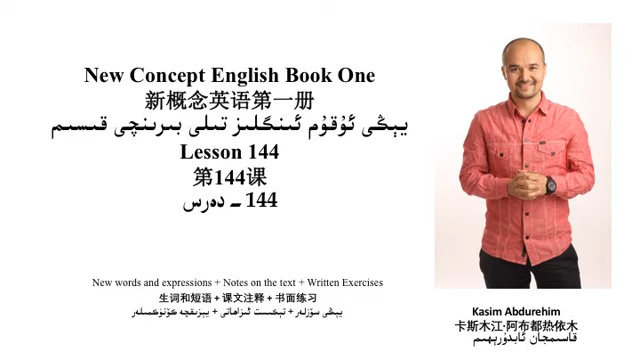 New Concept English Book One
新概念英语第一册
يېڭى ئۇقۇم ئىنگلىز تىلى بىرىنچى قىسىم
Lesson 144
第144课
144 ـ دەرس
New words and expressions + Notes on the text + Written Exercises
生词和短语 + 课文注释 + 书面练习
يېڭى سۆزلەر + تېكىست ئىزاھاتى + يېزىقچە كۆنۈكمىلەر
Kasim Abdurehim
卡斯木江·阿布都热依木
قاسىمجان ئابدۇرېھىم